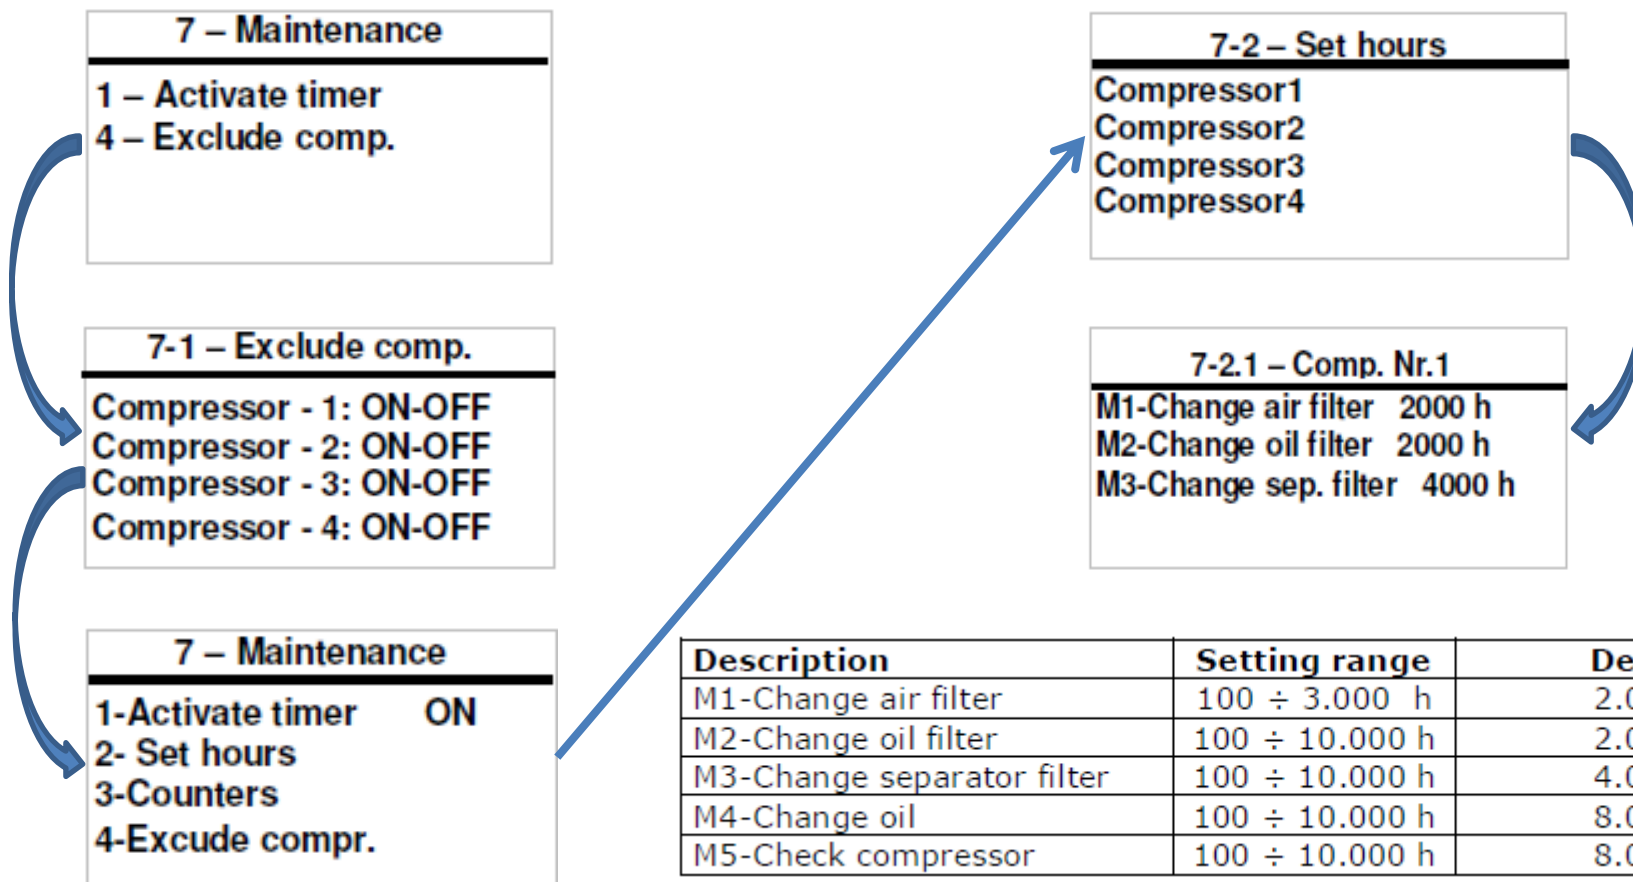 7 – Maintenance
1 – Activate timer
4 – Exclude comp.
7-1 – Exclude comp.
Compressor - 1: ON-OFF
Compressor - 2: ON-OFF
Compressor - 3: ON-OFF
Compressor - 4: ON-OFF
7 – Maintenance
1-Activate timer ON
2- Set hours
3-Counters
4-Excude compr.
7-2 – Set hours
Compressor1
Compressor2
Compressor3
Compressor4
7-2.1 – Comp. Nr.1
M1-Change air filter 2000 h
M2-Change oil filter 2000 h
M3-Change sep. filter 4000 h
Description Setting range
M1-Change air filter 100 ÷ 3.000 h
M2-Change oil filter 100 ÷ 10.000 h
M3-Change separator filter 100 ÷ 10.000 h
M4-Change oil 100 ÷ 10.000 h
M5-Check compressor 100 ÷ 10.000 h